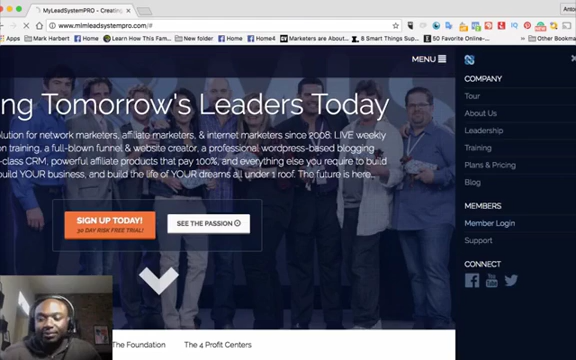 MyLeadSystemPRO - Creating
Antoi
www.mlmleadsystempro.com/#
Apps
Mark Harbert
Home
Learn How This Fam
New folder
Home
Marketers are About...
8 Smart Things Sup
50 Favorite Online-
Other Bookmar
MENU
ng Tomorrow's Leaders Today
olution for network marketers, affiliate marketers, & internet marketers since 2008: LIVE weekly
on training, a full-blown funnel & website creator, a professional wordpress-based blogging
-class CRM, powerful affiliate products that pay 100%, and everything else you require to build
build YOUR business, and build the life of YOUR dreams all under 1 roof. The future is here...
SIGN UP TODAY!
30 DAY RISK FREE TRIAL!
SEE THE PASSION
The Foundation
The 4 Profit Centers
COMPANY
Tour
About Us
Leadership
Training
Plans & Pricing
Blog
MEMBERS
Member Login
Support
CONNECT